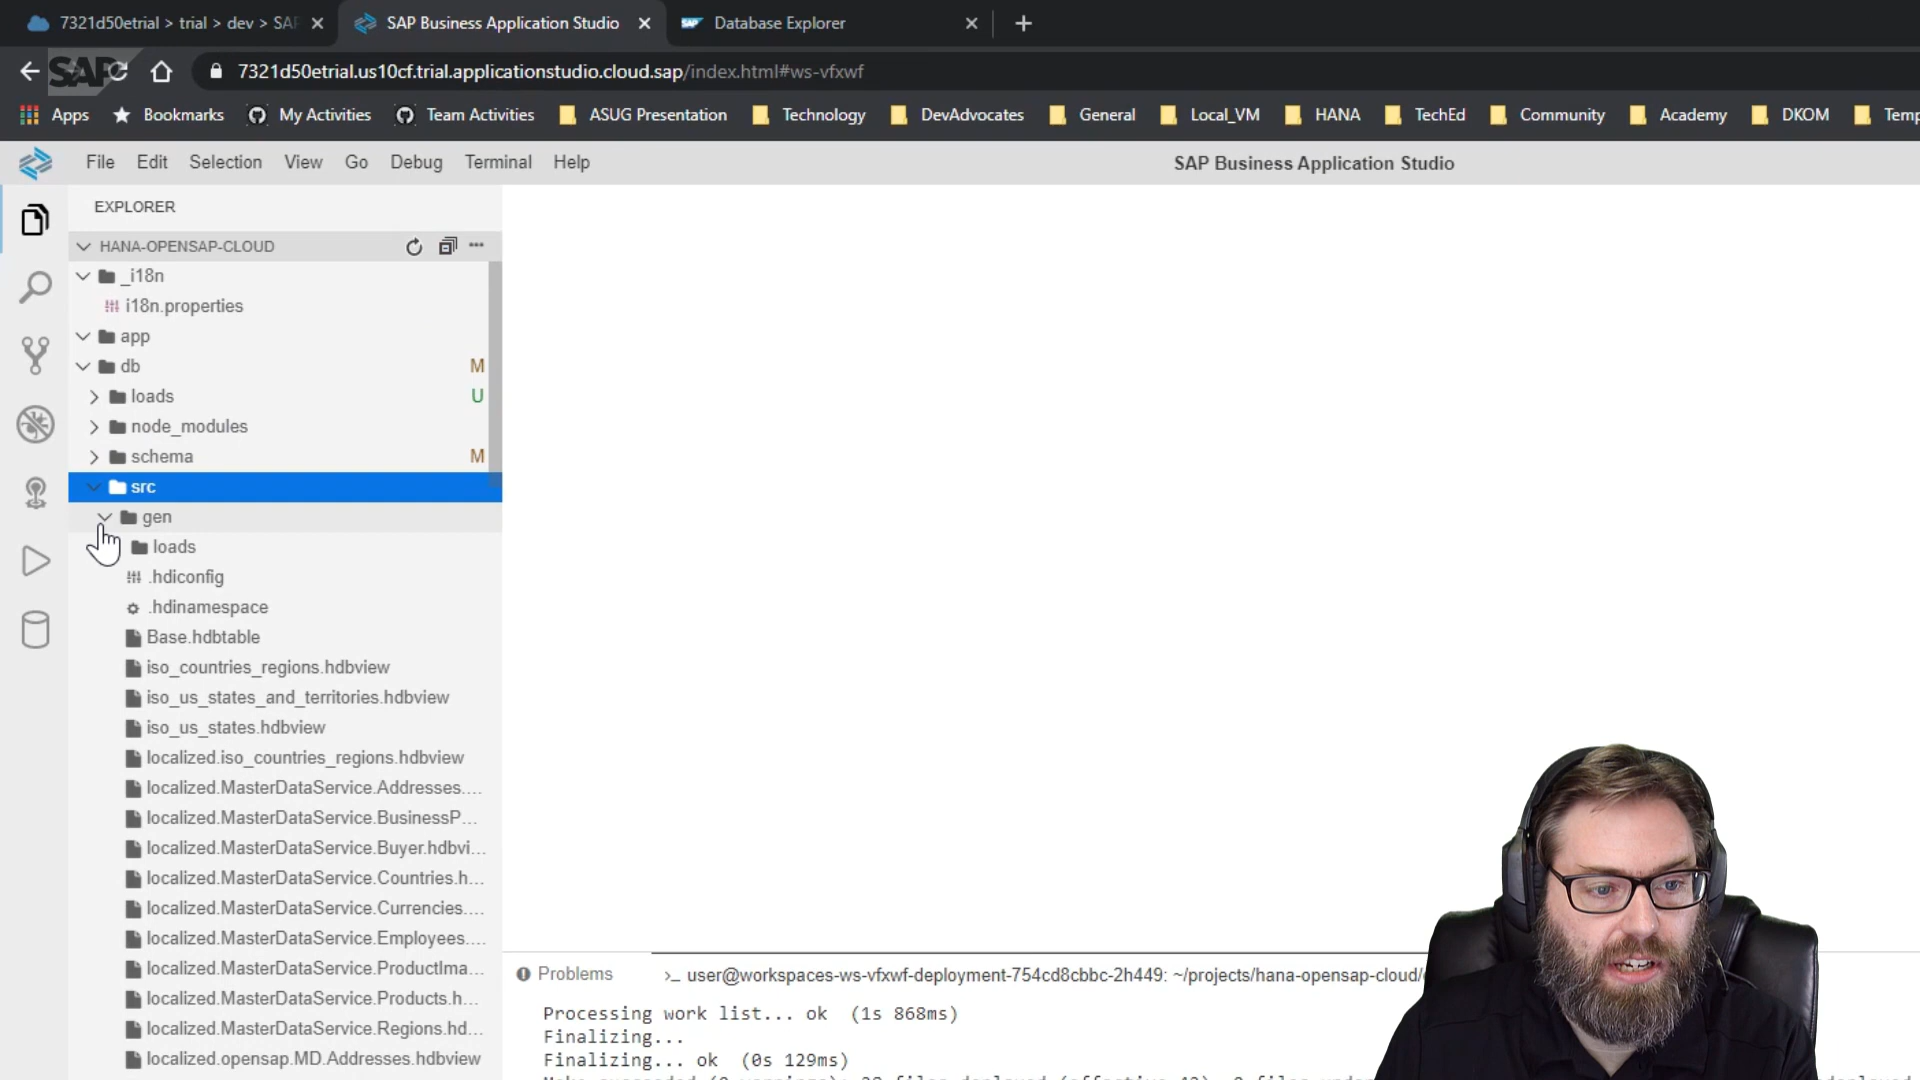 7321d50etrial > trial > dev > SAP
SAP Business Application Studio
Database Explorer
SAP
7321d50etrial.us10cf.trial.applicationstudio.cloud.sap/index.html#ws-vfxwf
Apps
Bookmarks
My Activities
Team Activities
ASUG Presentation
Technology
DevAdvocates
General
Local_VM
HANA
TechEd
Community
Academy
DKOM
Temp
File Edit Selection View Go Debug Terminal Help
SAP Business Application Studio
EXPLORER
HANA-OPENSAP-CLOUD
_i18n
i18n.properties
app
db M
loads U
node_modules
schema M
src
gen
loads
.hdiconfig
.hdinamespace
Base.hdbtable
iso_countries_regions.hdbview
iso_us_states_and_territories.hdbview
iso_us_states.hdbview
localized.iso_countries_regions.hdbview
localized.MasterDataService.Addresses....
localized.MasterDataService.BusinessP...
localized.MasterDataService.Buyer.hdbvi...
localized.MasterDataService.Countries.h...
localized.MasterDataService.Currencies....
localized.MasterDataService.Employees....
localized.MasterDataService.ProductIma...
localized.MasterDataService.Products.h...
localized.MasterDataService.Regions.hd...
localized.opensap.MD.Addresses.hdbview
Problems
>_ user@workspaces-ws-vfxwf-deployment-754cd8cbbc-2h449: ~/projects/hana-opensap-cloud/
Processing work list... ok (1s 868ms)
Finalizing...
Finalizing... ok (0s 129ms)